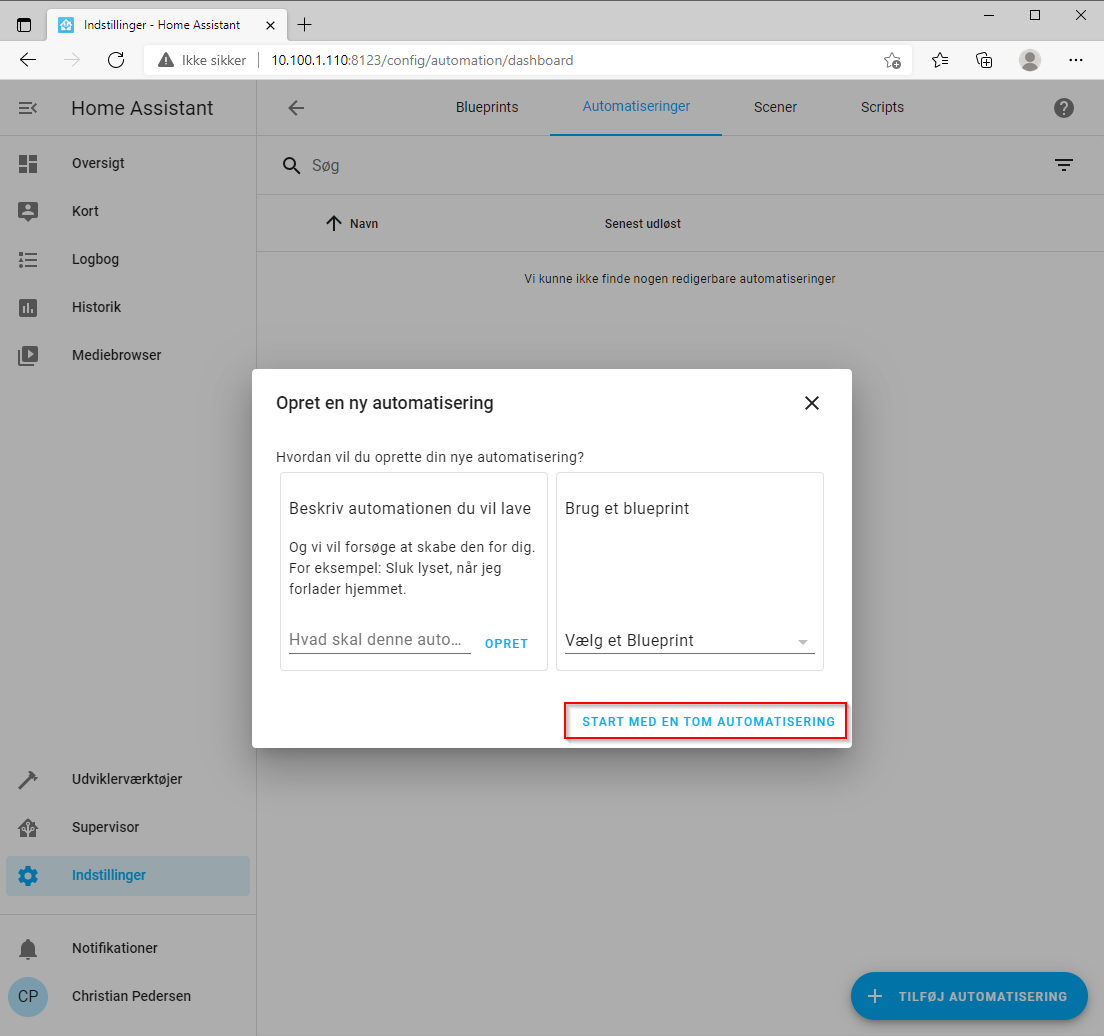 Indstillinger - Home Assistant
Ikke sikker
10.100.1.110:8123/config/automation/dashboard
Home Assistant
Blueprints
Automatiseringer
Scener
Scripts
Oversigt
Kort
Logbog
Historik
Mediebrowser
Søg
Navn
Senest udløst
Vi kunne ikke finde nogen redigerbare automatiseringer
Opret en ny automatisering
Hvordan vil du oprette din nye automatisering?
Beskriv automationen du vil lave
Og vi vil forsøge at skabe den for dig.
For eksempel: Sluk lyset, når jeg
forlader hjemmet.
Hvad skal denne auto...
OPRET
Brug et blueprint
Vælg et Blueprint
START MED EN TOM AUTOMATISERING
Udviklerværktøjer
Supervisor
Indstillinger
Notifikationer
CP
Christian Pedersen
TILFØJ AUTOMATISERING